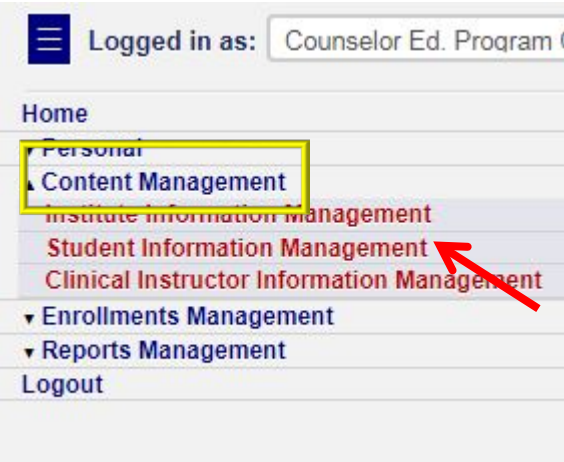 Logged in as: Counselor Ed. Program
Home
Personal
Content Management
Institute Information Management
Student Information Management
Clinical Instructor Information Management
Enrollments Management
Reports Management
Logout